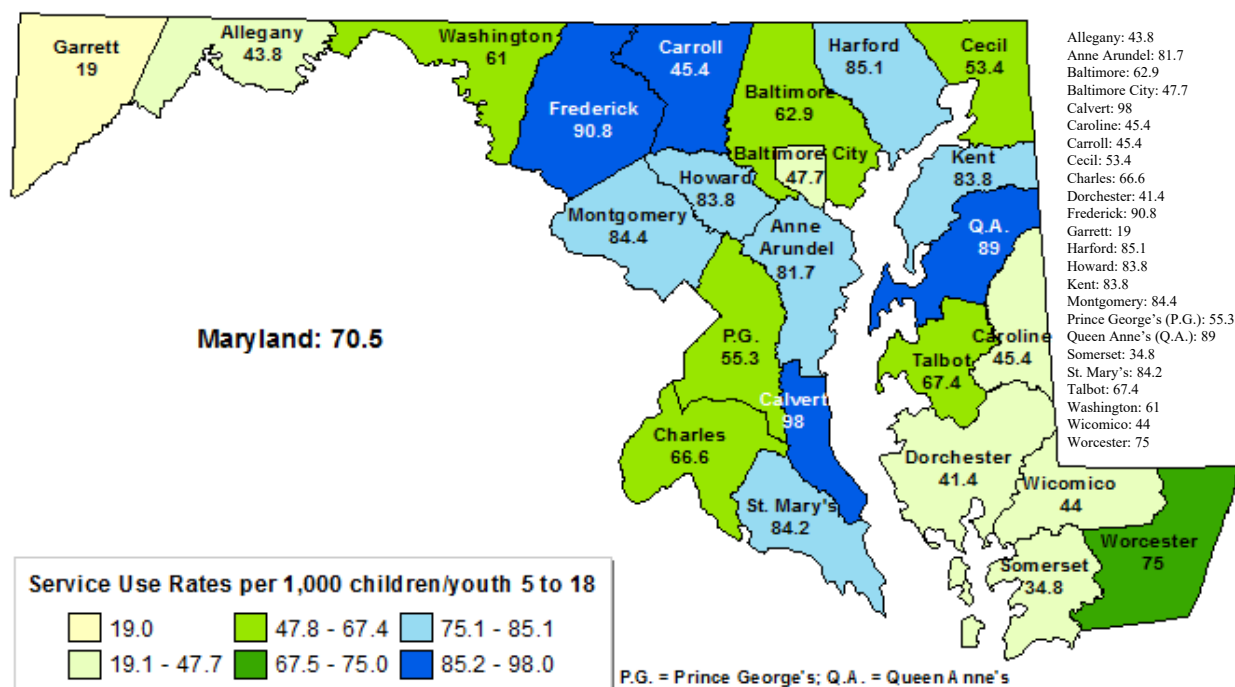 Garrett
19
Allegany
43.8
Washington
61
Frederick
90.8
Carroll
45.4
Baltimore
62.9
Harford
85.1
Cecil
53.4
Baltimore City
47.7
Howard
83.8
Montgomery
84.4
Anne
Arundel
81.7
Kent
83.8
Q.A.
89
Maryland: 70.5
P.G.
55.3
Talbot
67.4
Caroline
45.4
Calvert
98
Charles
66.6
Dorchester
41.4
Wicomico
44
St. Mary's
84.2
Worcester
75
Somerset
34.8
Allegany: 43.8
Anne Arundel: 81.7
Baltimore: 62.9
Baltimore City: 47.7
Calvert: 98
Caroline: 45.4
Carroll: 45.4
Cecil: 53.4
Charles: 66.6
Dorchester: 41.4
Frederick: 90.8
Garrett: 19
Harford: 85.1
Howard: 83.8
Kent: 83.8
Montgomery: 84.4
Prince George’s (P.G.): 55.3
Queen Anne’s (Q.A.): 89
Somerset: 34.8
St. Mary’s: 84.2
Talbot: 67.4
Washington: 61
Wicomico: 44
Worcester: 75
Service Use Rates per 1,000 children/youth 5 to 18
19.0 47.8 - 67.4 75.1 - 85.1
19.1 - 47.7 67.5 - 75.0 85.2 - 98.0
P.G. = Prince George's; Q.A. = Queen Anne's